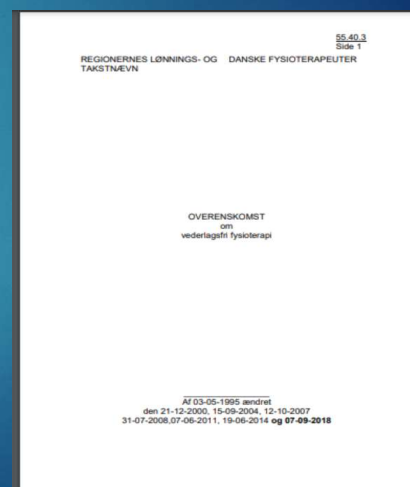 55.40.3
Side 1
REGIONERNES LØNNINGS- OG DANSKE FYSIOTERAPEUTER
TAKSTNÆVN
OVERENSKOMST
om
vederlagsfri fysioterapi
Af 03-05-1995 ændret
den 21-12-2000, 15-09-2004, 12-10-2007
31-07-2008,07-06-2011, 19-06-2014 og 07-09-2018